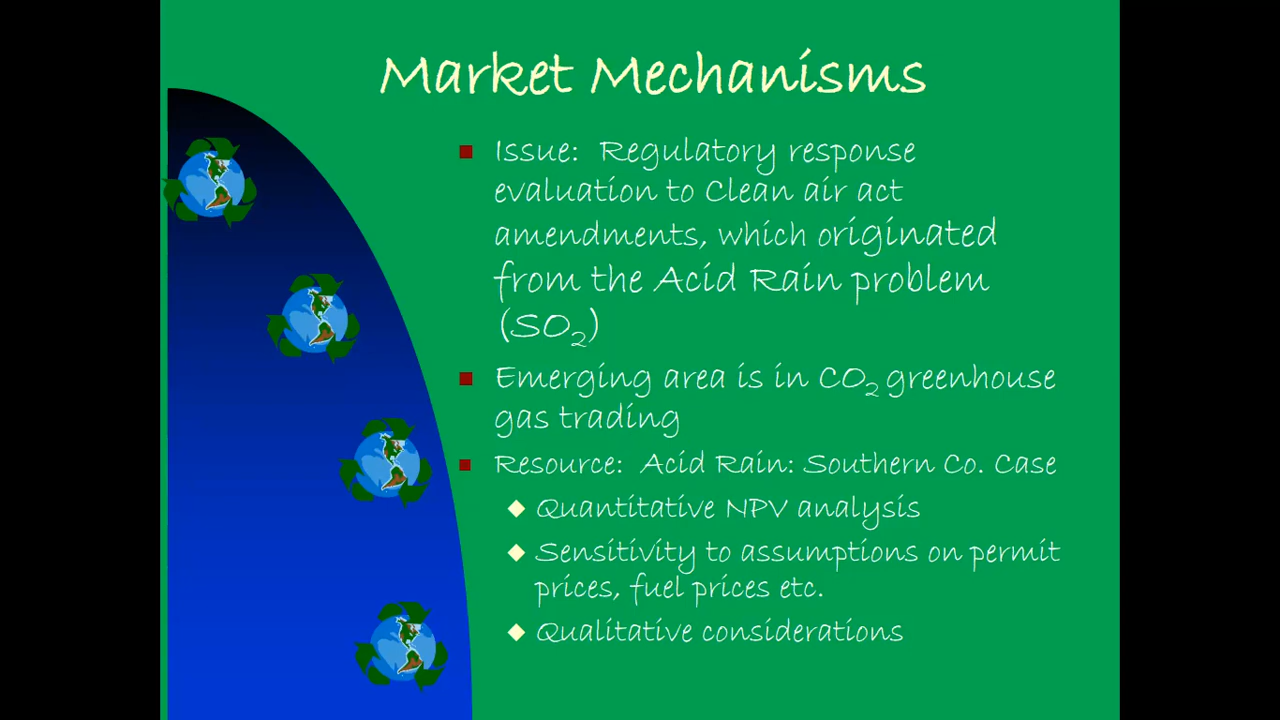 Market Mechanisms
Issue: Regulatory response
evaluation to Clean air act
amendments, which originated
from the Acid Rain problem
(SO₂)
Emerging area is in CO₂ greenhouse
gas trading
Resource: Acid Rain: Southern Co. Case
Quantitative NPV analysis
Sensitivity to assumptions on permit
prices, fuel prices etc.
Qualitative considerations